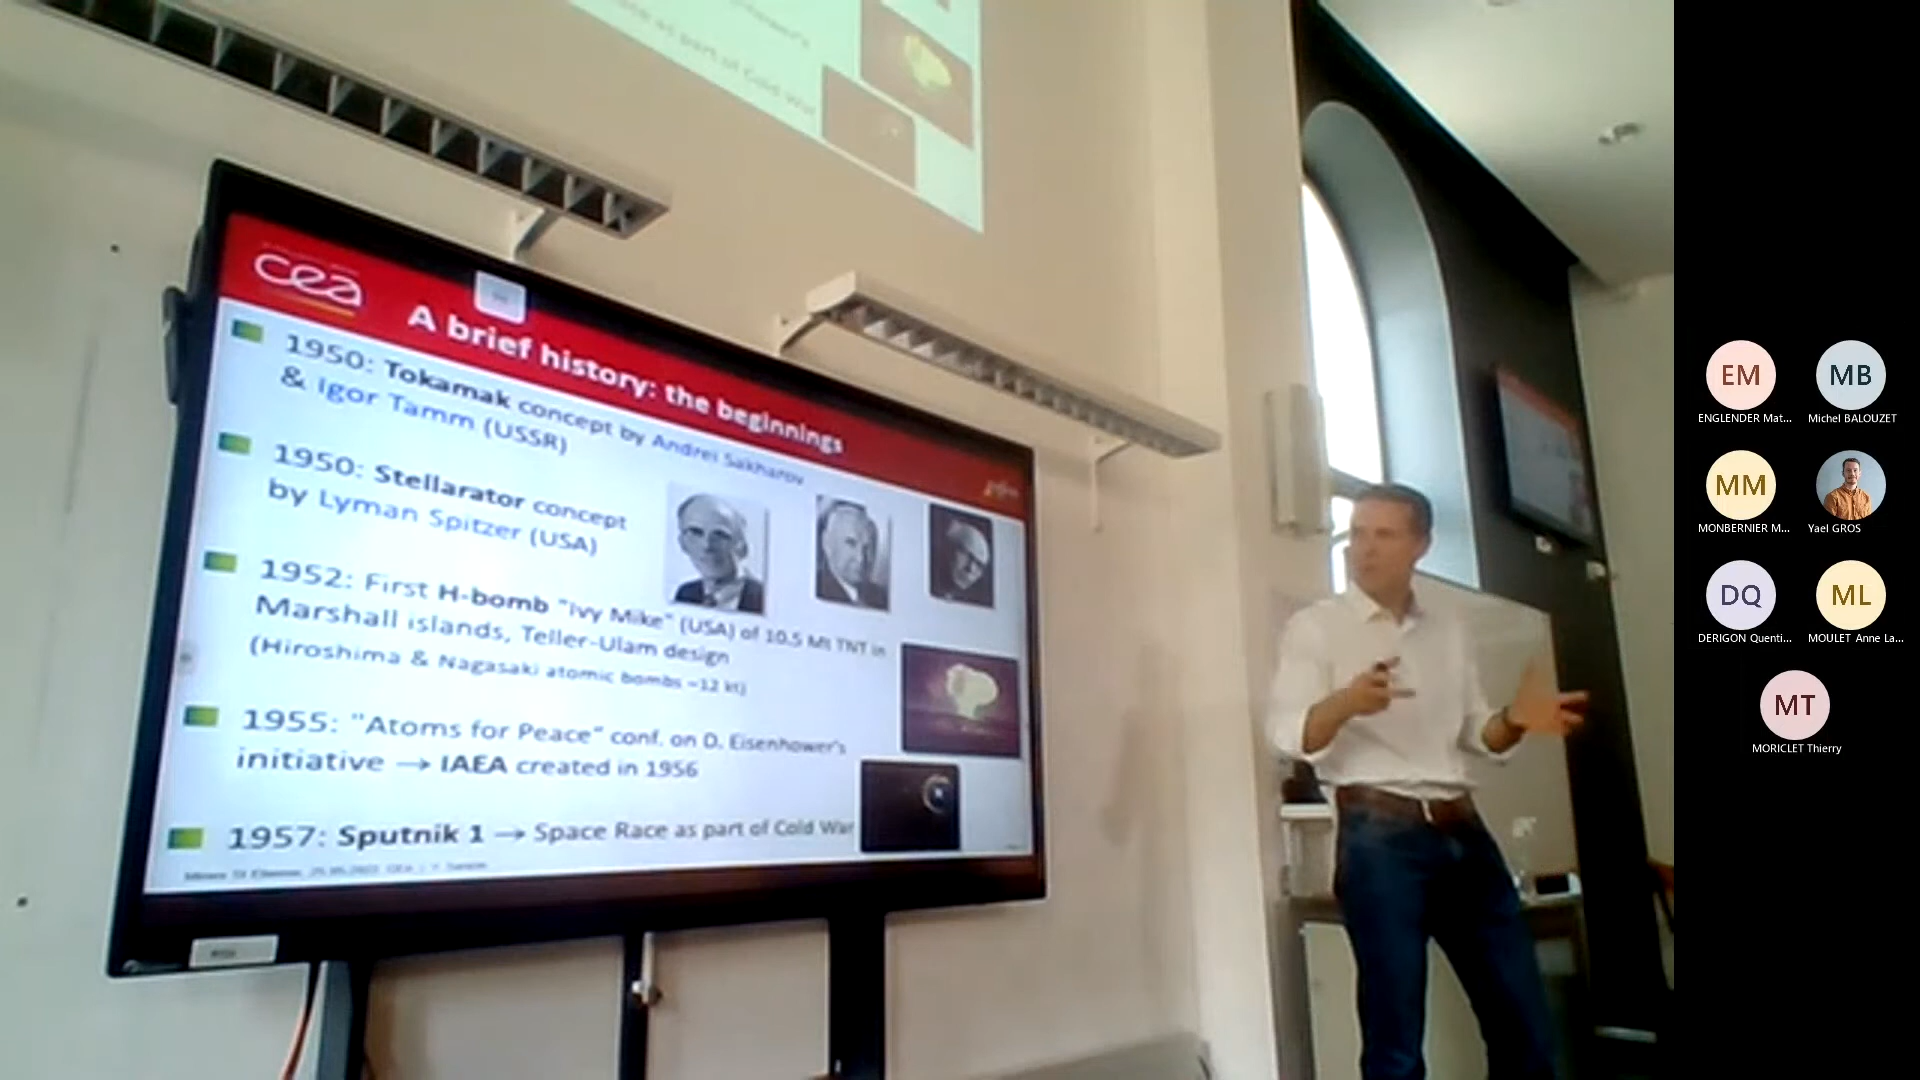 part of Cold War
cea
A brief history: the beginnings
1950: Tokamak concept by Andrei Sakharov
& Igor Tamm (USSR)
1950: Stellarator concept
by Lyman Spitzer (USA)
1952: First H-bomb "Ivy Mike" (USA) of 10.5 Mt TNT in
Marshall islands, Teller-Ulam design
(Hiroshima & Nagasaki atomic bombs ~12 kt)
1955: "Atoms for Peace" conf. on D. Eisenhower's
initiative → IAEA created in 1956
1957: Sputnik 1 → Space Race as part of Cold War
EM
ENGLENDER Mat...
MB
Michel BALOUZET
MM
MONBERNIER M...
Yael GROS
DQ
DERIGON Quenti...
ML
MOULET Anne La...
MT
MORICLET Thierry